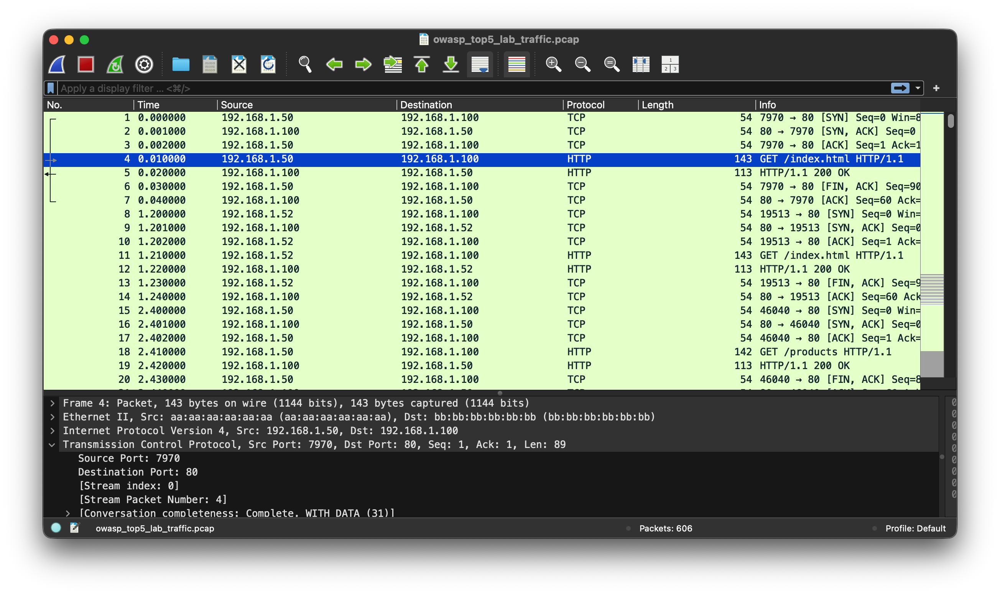 owasp_top5_lab_traffic.pcap
Apply a display filter ... <⌘/>
No. Time Source Destination Protocol Length Info
1 0.000000 192.168.1.50 192.168.1.100 TCP 54 7970 → 80 [SYN] Seq=0 Win=8
2 0.001000 192.168.1.100 192.168.1.50 TCP 54 80 → 7970 [SYN, ACK] Seq=0
3 0.002000 192.168.1.50 192.168.1.100 TCP 54 7970 → 80 [ACK] Seq=1 Ack=1
4 0.010000 192.168.1.50 192.168.1.100 HTTP 143 GET /index.html HTTP/1.1
5 0.020000 192.168.1.100 192.168.1.50 HTTP 113 HTTP/1.1 200 OK
6 0.030000 192.168.1.50 192.168.1.100 TCP 54 7970 → 80 [FIN, ACK] Seq=90
7 0.040000 192.168.1.100 192.168.1.50 TCP 54 80 → 7970 [ACK] Seq=60 Ack=
8 1.200000 192.168.1.52 192.168.1.100 TCP 54 19513 → 80 [SYN] Seq=0 Win=
9 1.201000 192.168.1.100 192.168.1.52 TCP 54 80 → 19513 [SYN, ACK] Seq=0
10 1.202000 192.168.1.52 192.168.1.100 TCP 54 19513 → 80 [ACK] Seq=1 Ack=
11 1.210000 192.168.1.52 192.168.1.100 HTTP 143 GET /index.html HTTP/1.1
12 1.220000 192.168.1.100 192.168.1.52 HTTP 113 HTTP/1.1 200 OK
13 1.230000 192.168.1.52 192.168.1.100 TCP 54 19513 → 80 [FIN, ACK] Seq=9
14 1.240000 192.168.1.100 192.168.1.52 TCP 54 80 → 19513 [ACK] Seq=60 Ack
15 2.400000 192.168.1.50 192.168.1.100 TCP 54 46040 → 80 [SYN] Seq=0 Win=
16 2.401000 192.168.1.100 192.168.1.50 TCP 54 80 → 46040 [SYN, ACK] Seq=0
17 2.402000 192.168.1.50 192.168.1.100 TCP 54 46040 → 80 [ACK] Seq=1 Ack=
18 2.410000 192.168.1.50 192.168.1.100 HTTP 142 GET /products HTTP/1.1
19 2.420000 192.168.1.100 192.168.1.50 HTTP 113 HTTP/1.1 200 OK
20 2.430000 192.168.1.50 192.168.1.100 TCP 54 46040 → 80 [FIN, ACK] Seq=8
Frame 4: Packet, 143 bytes on wire (1144 bits), 143 bytes captured (1144 bits)
Ethernet II, Src: aa:aa:aa:aa:aa:aa (aa:aa:aa:aa:aa:aa), Dst: bb:bb:bb:bb:bb:bb (bb:bb:bb:bb:bb:bb)
Internet Protocol Version 4, Src: 192.168.1.50, Dst: 192.168.1.100
Transmission Control Protocol, Src Port: 7970, Dst Port: 80, Seq: 1, Ack: 1, Len: 89
Source Port: 7970
Destination Port: 80
[Stream index: 0]
[Stream Packet Number: 4]
[Conversation completeness: Complete, WITH_DATA (31)]
owasp_top5_lab_traffic.pcap Packets: 606 Profile: Default